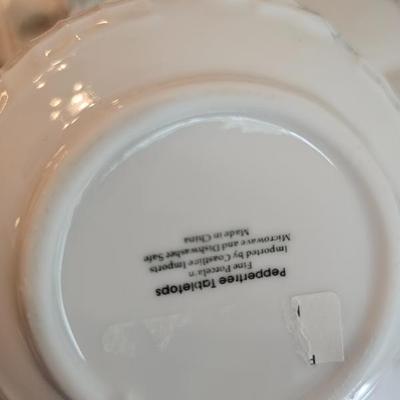 Peppertree Tabletops
Fine Porcelain
Imported by Coastline Imports
Microwave and Dishwasher Safe
Made in China